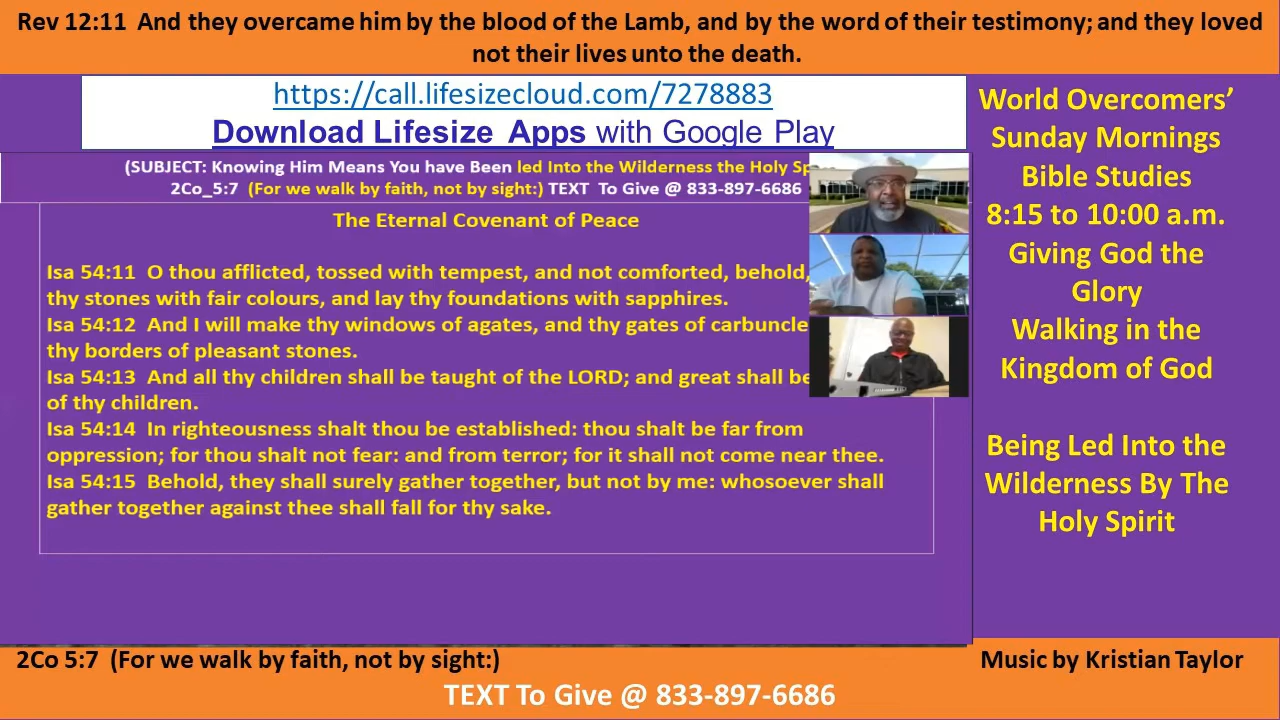 Rev 12:11 And they overcame him by the blood of the Lamb, and by the word of their testimony; and they loved
not their lives unto the death.
https://call.lifesizecloud.com/7278883
Download Lifesize Apps with Google Play
(SUBJECT: Knowing Him Means You have Been led Into the Wilderness the Holy Sp
2Co_5:7 (For we walk by faith, not by sight:) TEXT To Give @ 833-897-6686
The Eternal Covenant of Peace
Isa 54:11 O thou afflicted, tossed with tempest, and not comforted, behold,
thy stones with fair colours, and lay thy foundations with sapphires.
Isa 54:12 And I will make thy windows of agates, and thy gates of carbuncle
thy borders of pleasant stones.
Isa 54:13 And all thy children shall be taught of the LORD; and great shall be
of thy children.
Isa 54:14 In righteousness shalt thou be established: thou shalt be far from
oppression; for thou shalt not fear: and from terror; for it shall not come near thee.
Isa 54:15 Behold, they shall surely gather together, but not by me: whosoever shall
gather together against thee shall fall for thy sake.
World Overcomers’
Sunday Mornings
Bible Studies
8:15 to 10:00 a.m.
Giving God the
Glory
Walking in the
Kingdom of God
Being Led Into the
Wilderness By The
Holy Spirit
2Co 5:7 (For we walk by faith, not by sight:)
Music by Kristian Taylor
TEXT To Give @ 833-897-6686